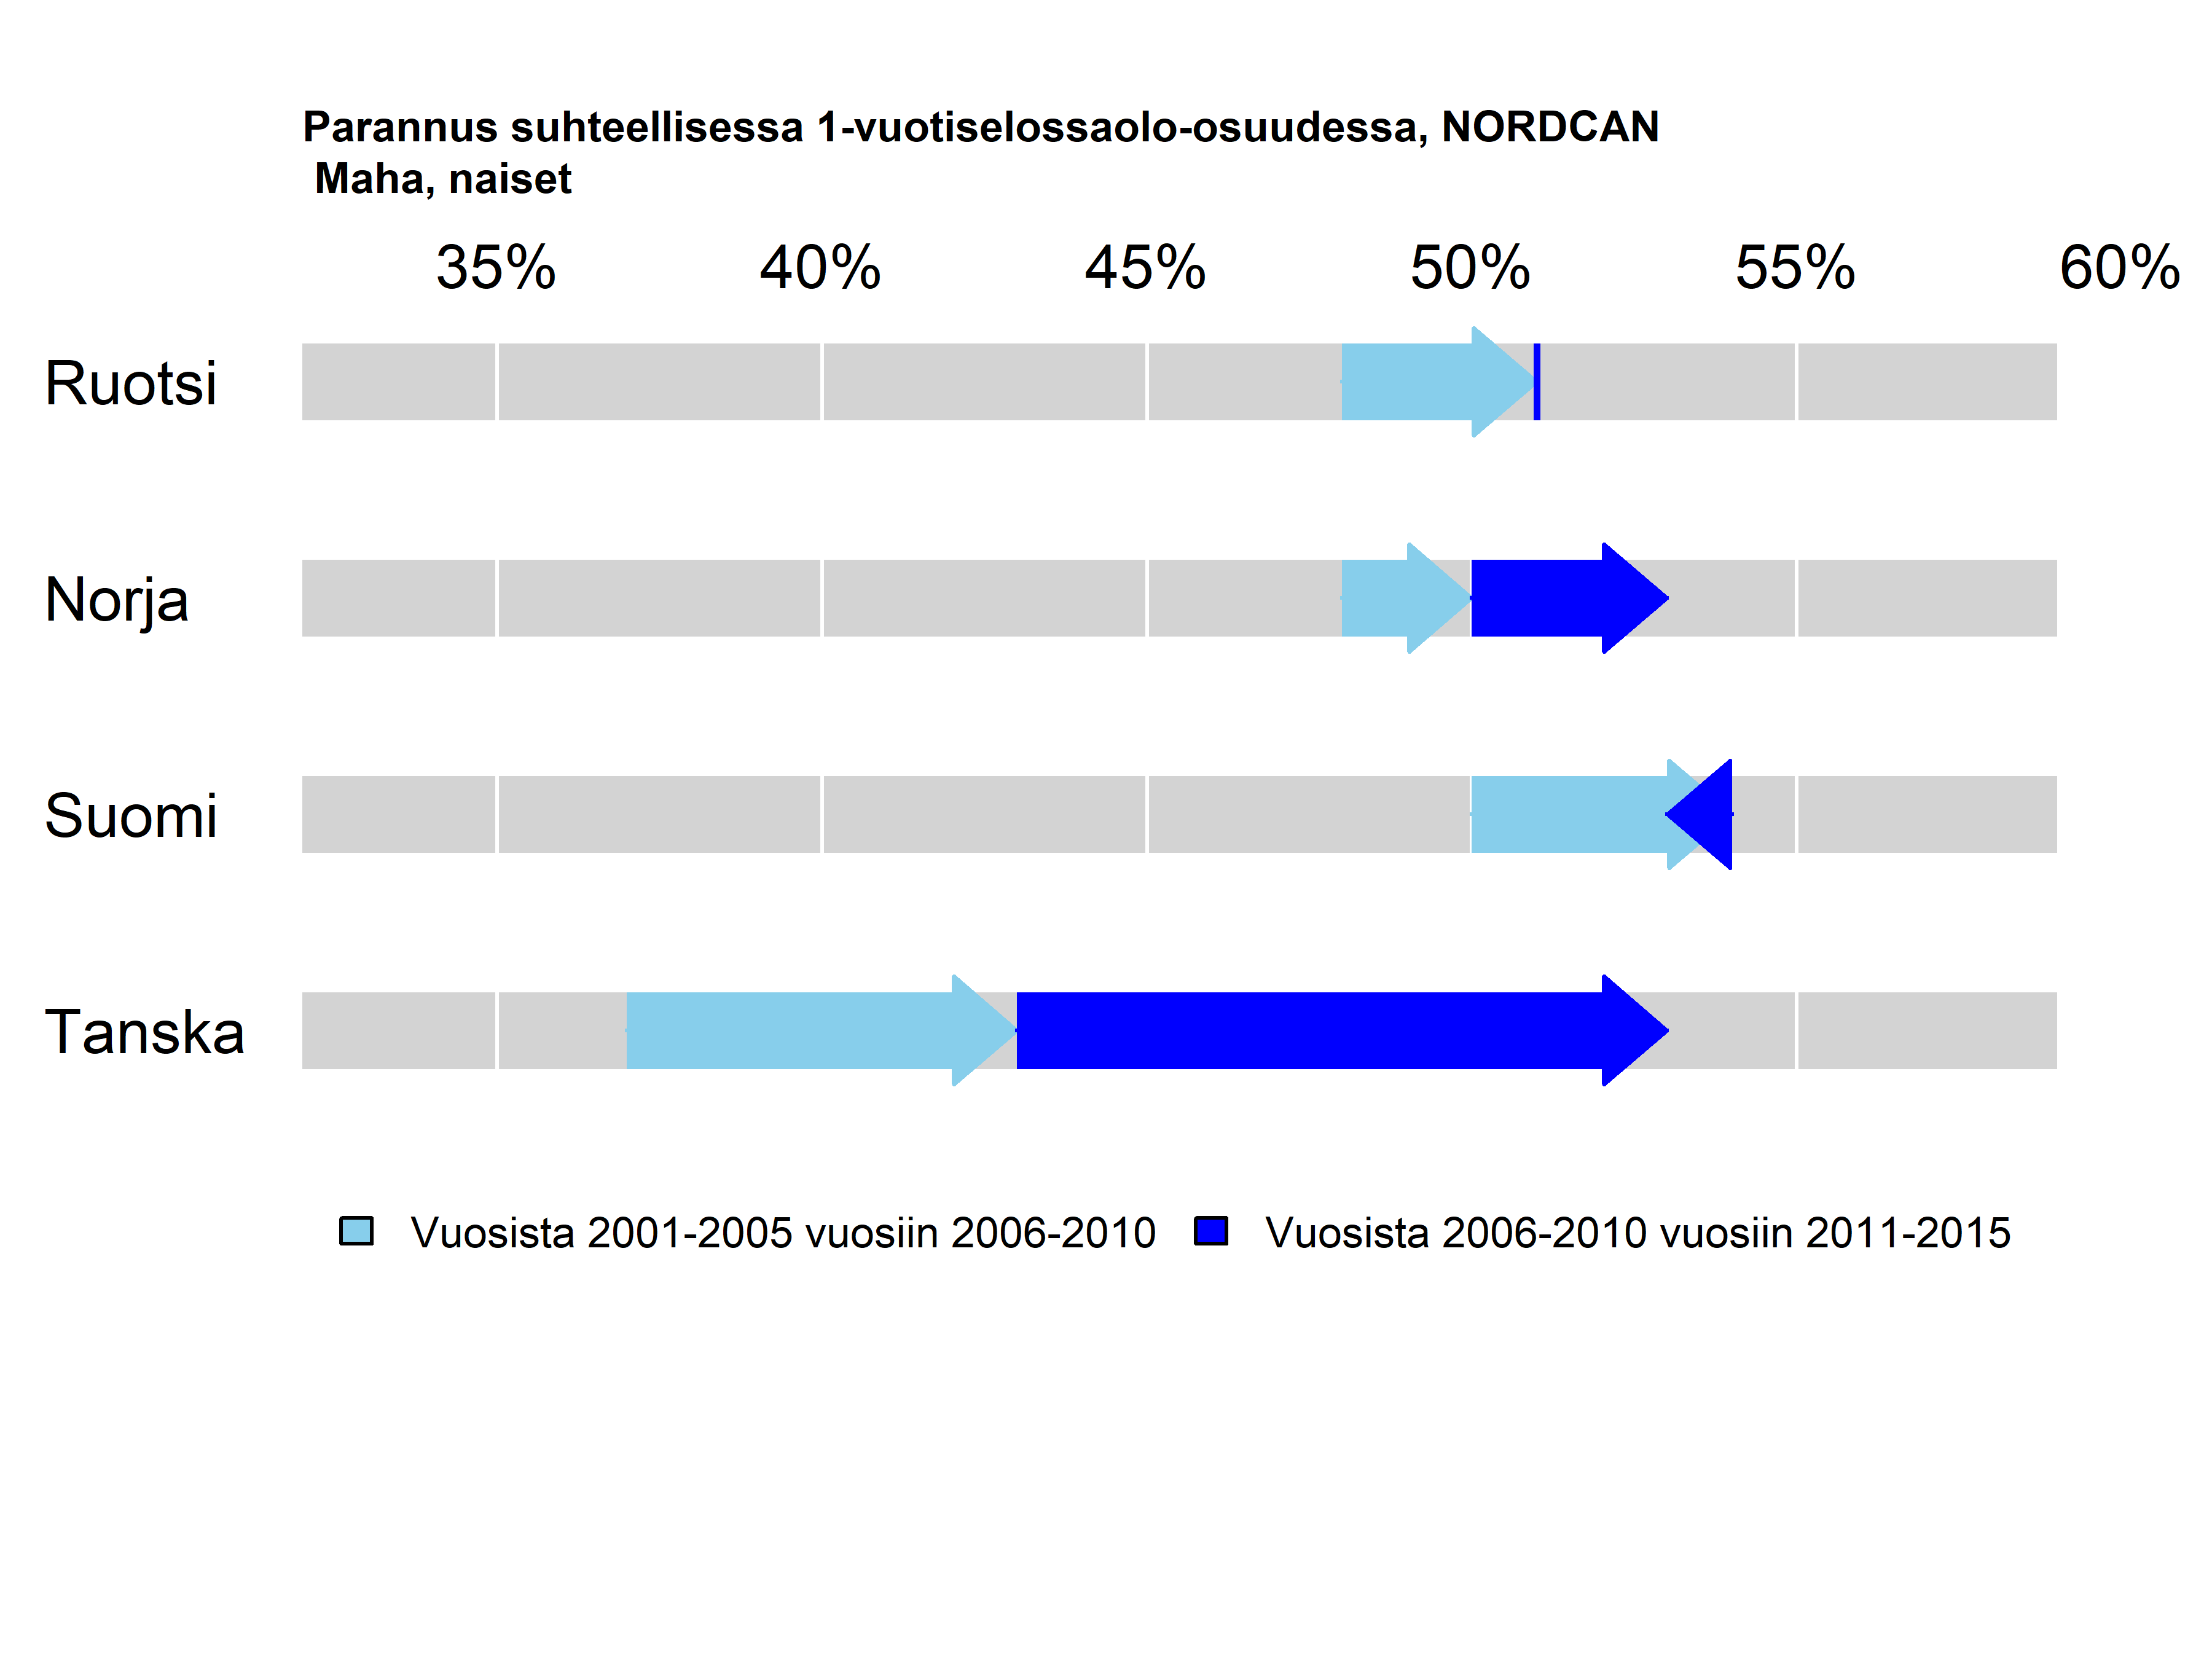 Parannus suhteellisessa 1-vuotiselossaolo-osuudessa, NORDCAN
Maha, naiset
35% 40% 45% 50% 55% 60%
Ruotsi
Norja
Suomi
Tanska
Vuosista 2001-2005 vuosiin 2006-2010 Vuosista 2006-2010 vuosiin 2011-2015